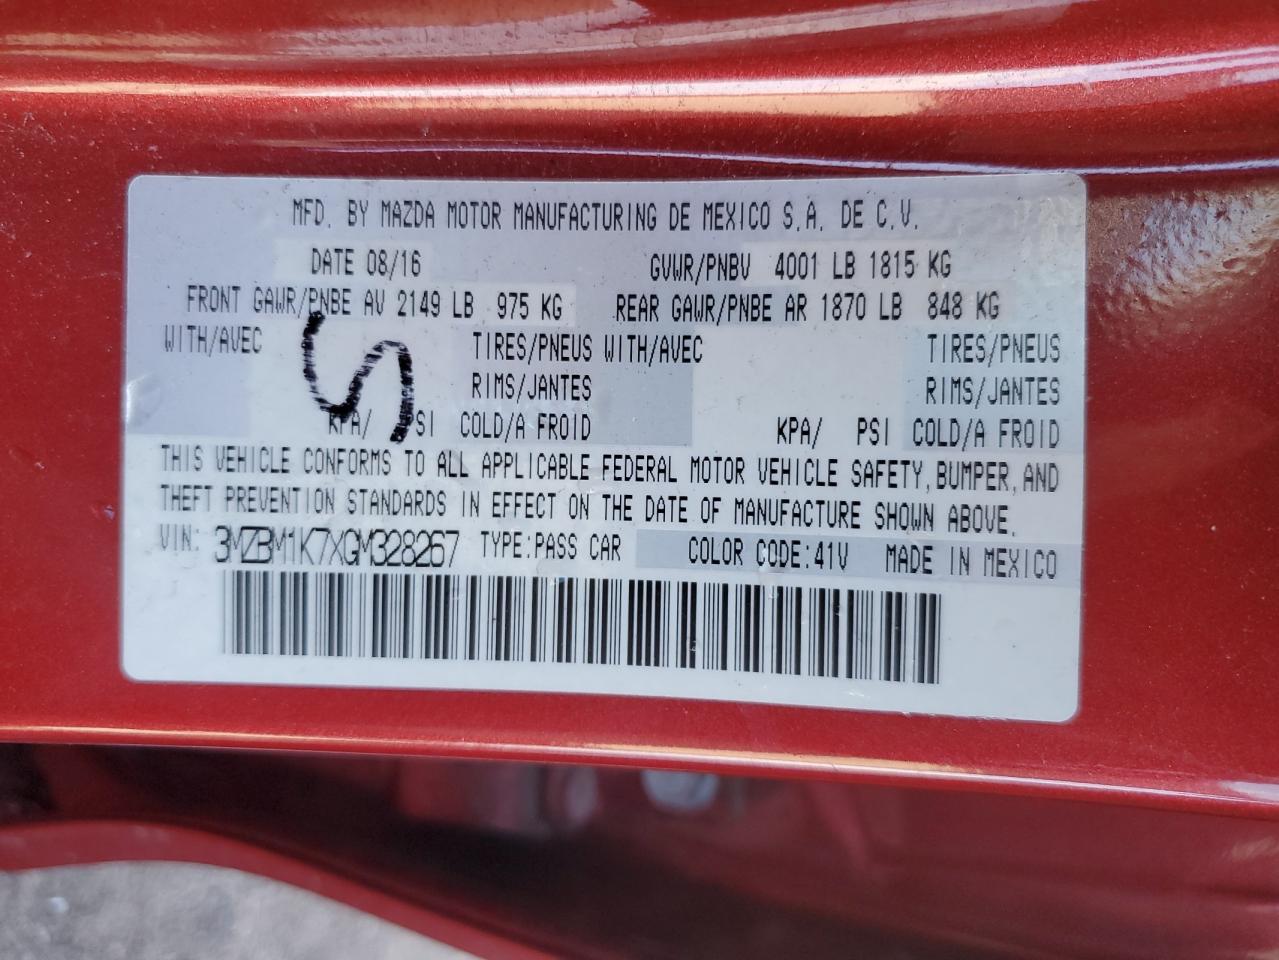 MFD. BY MAZDA MOTOR MANUFACTURING DE MEXICO S.A. DE C.V.
DATE 08/16 GVWR/PNBV 4001 LB 1815 KG
FRONT GAWR/PNBE AV 2149 LB 975 KG REAR GAWR/PNBE AR 1870 LB 848 KG
WITH/AVEC TIRES/PNEUS WITH/AVEC TIRES/PNEUS
RIMS/JANTES RIMS/JANTES
KPA/ PSI COLD/A FROID KPA/ PSI COLD/A FROID
THIS VEHICLE CONFORMS TO ALL APPLICABLE FEDERAL MOTOR VEHICLE SAFETY, BUMPER, AND
THEFT PREVENTION STANDARDS IN EFFECT ON THE DATE OF MANUFACTURE SHOWN ABOVE.
VIN: 3MZBM1K7XGM328267 TYPE:PASS CAR COLOR CODE:41V MADE IN MEXICO